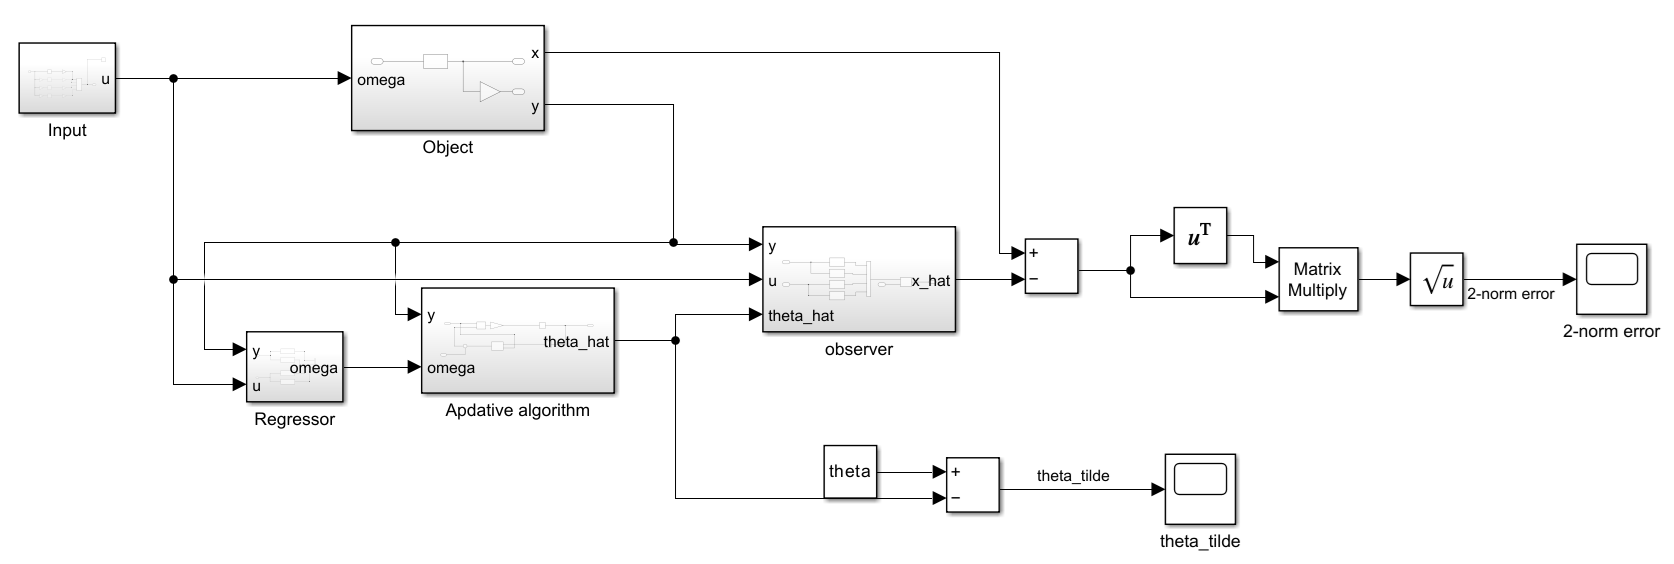 u
Input
x
omega
y
Object
y
u
x_hat
theta_hat
observer
+
−
uᵀ
Matrix
Multiply
√u
2-norm error
2-norm error
y
theta_hat
omega
Apdative algorithm
y
omega
u
Regressor
theta
+
−
theta_tilde
theta_tilde